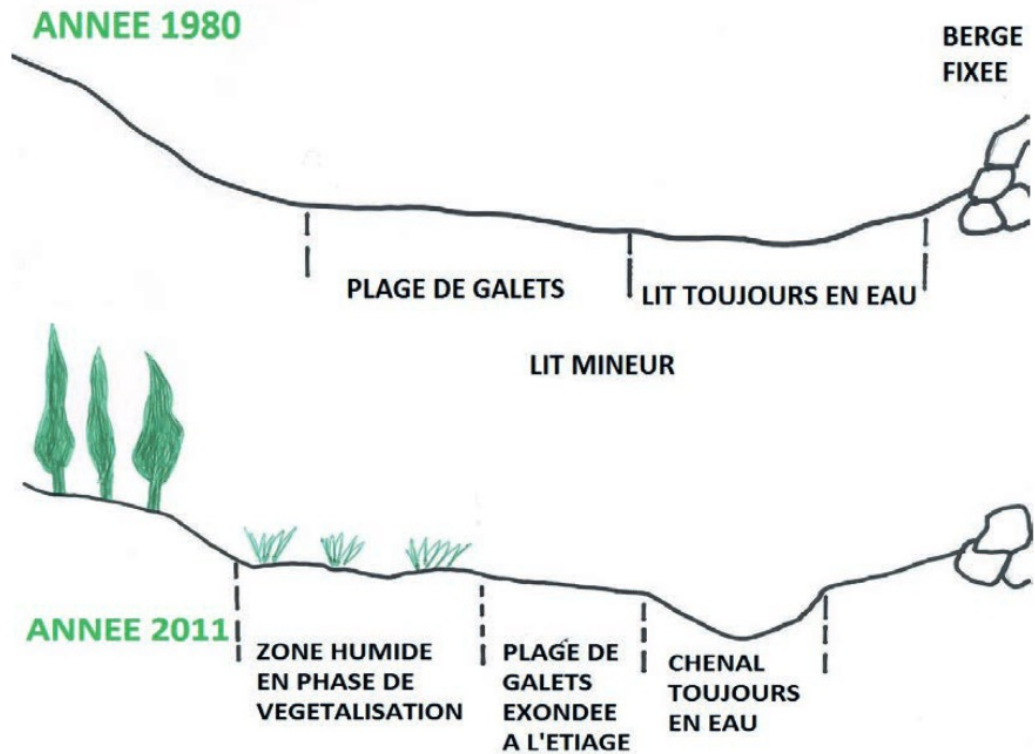 ANNEE 1980
BERGE
FIXEE
PLAGE DE GALETS
LIT TOUJOURS EN EAU
LIT MINEUR
ANNEE 2011
ZONE HUMIDE
EN PHASE DE
VEGETALISATION
PLAGE DE
GALETS
EXONDEE
A L'ETIAGE
CHENAL
TOUJOURS
EN EAU